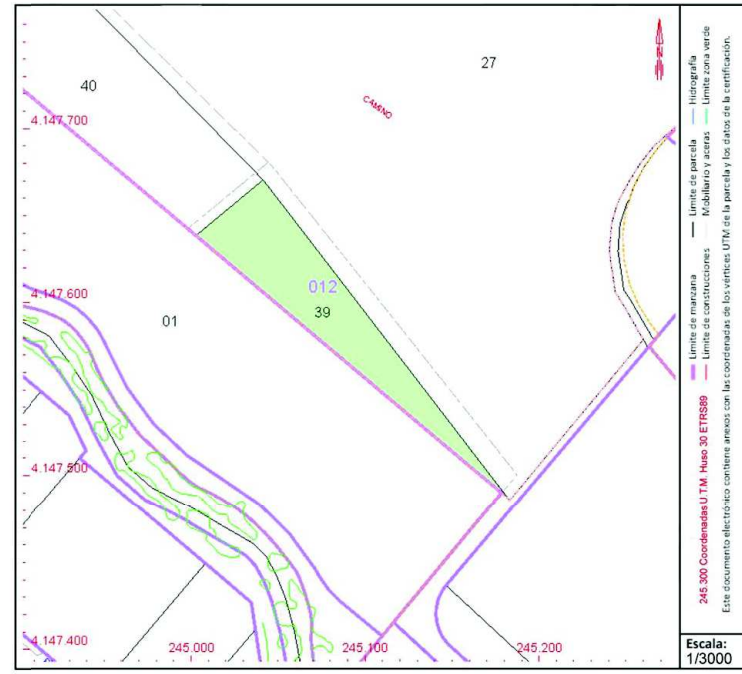 40
27
CAMINO
4.147.700
012
39
4.147.600
01
4.147.500
4.147.400
245.000
245.100
245.200
Límite de manzana
Límite de parcela
Hidrografía
245.300 Coordenadas U.T.M. Huso 30 ETRS89
Límite de construcciones
Mobiliario y aceras
Límite zona verde
Este documento electrónico contiene anexos con las coordenadas de los vértices UTM de la parcela y los datos de la certificación.
Escala:
1/3000